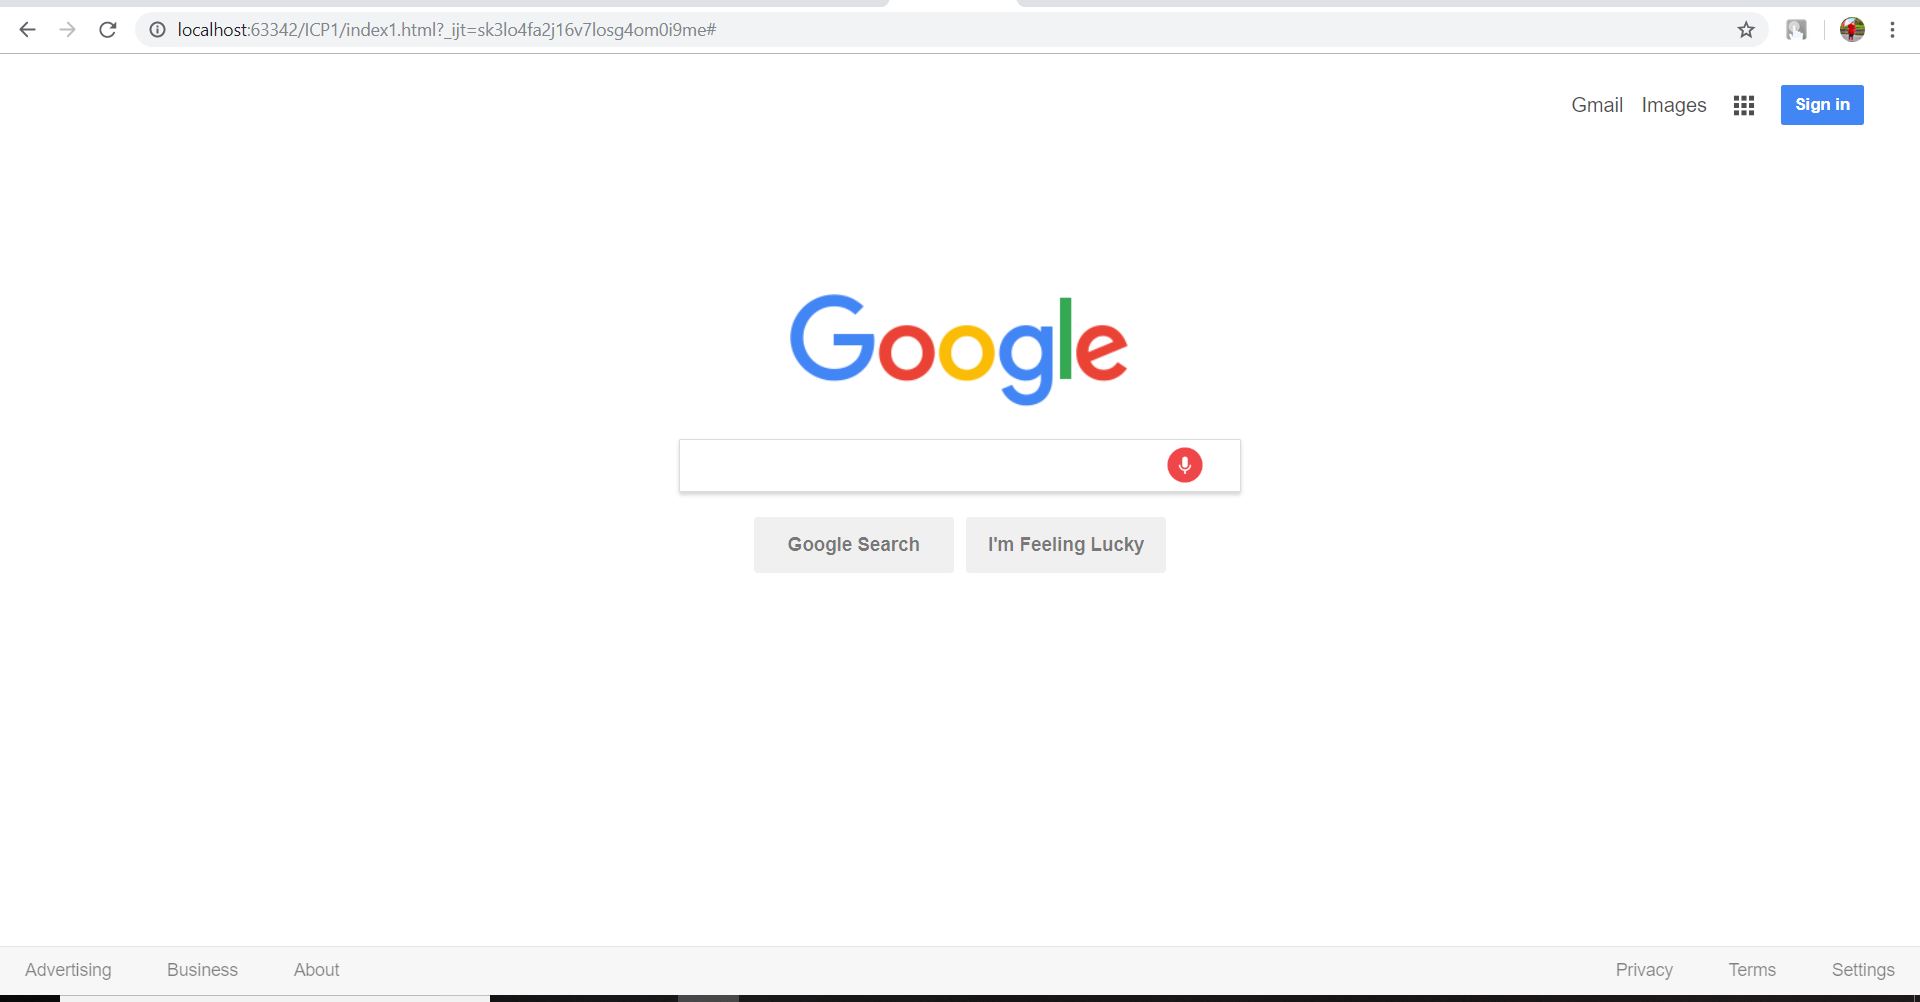 localhost:63342/ICP1/index1.html?_ijt=sk3lo4fa2j16v7losg4om0i9me#
Gmail Images Sign in
Google
Google Search I'm Feeling Lucky
Advertising Business About Privacy Terms Settings